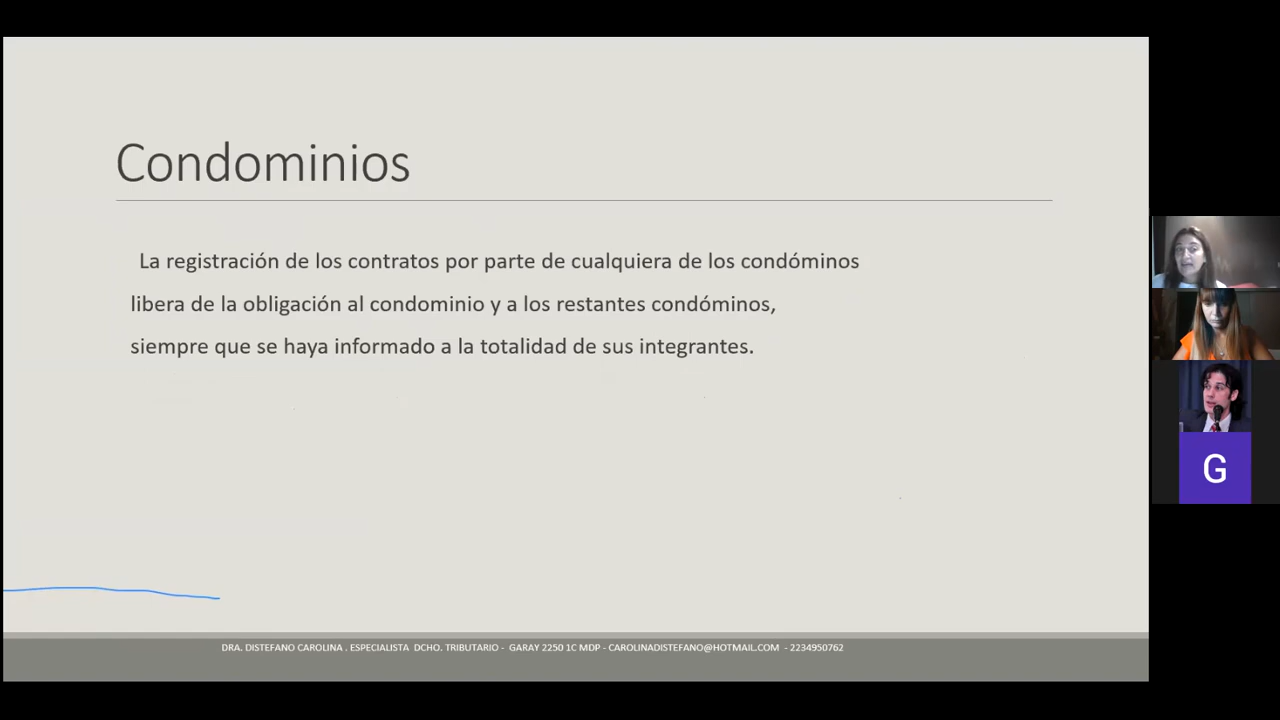 Condominios
La registración de los contratos por parte de cualquiera de los condóminos
libera de la obligación al condominio y a los restantes condóminos,
siempre que se haya informado a la totalidad de sus integrantes.
DRA. DISTEFANO CAROLINA . ESPECIALISTA DCHO. TRIBUTARIO - GARAY 2250 1C MDP - CAROLINADISTEFANO@HOTMAIL.COM - 2234950762
G